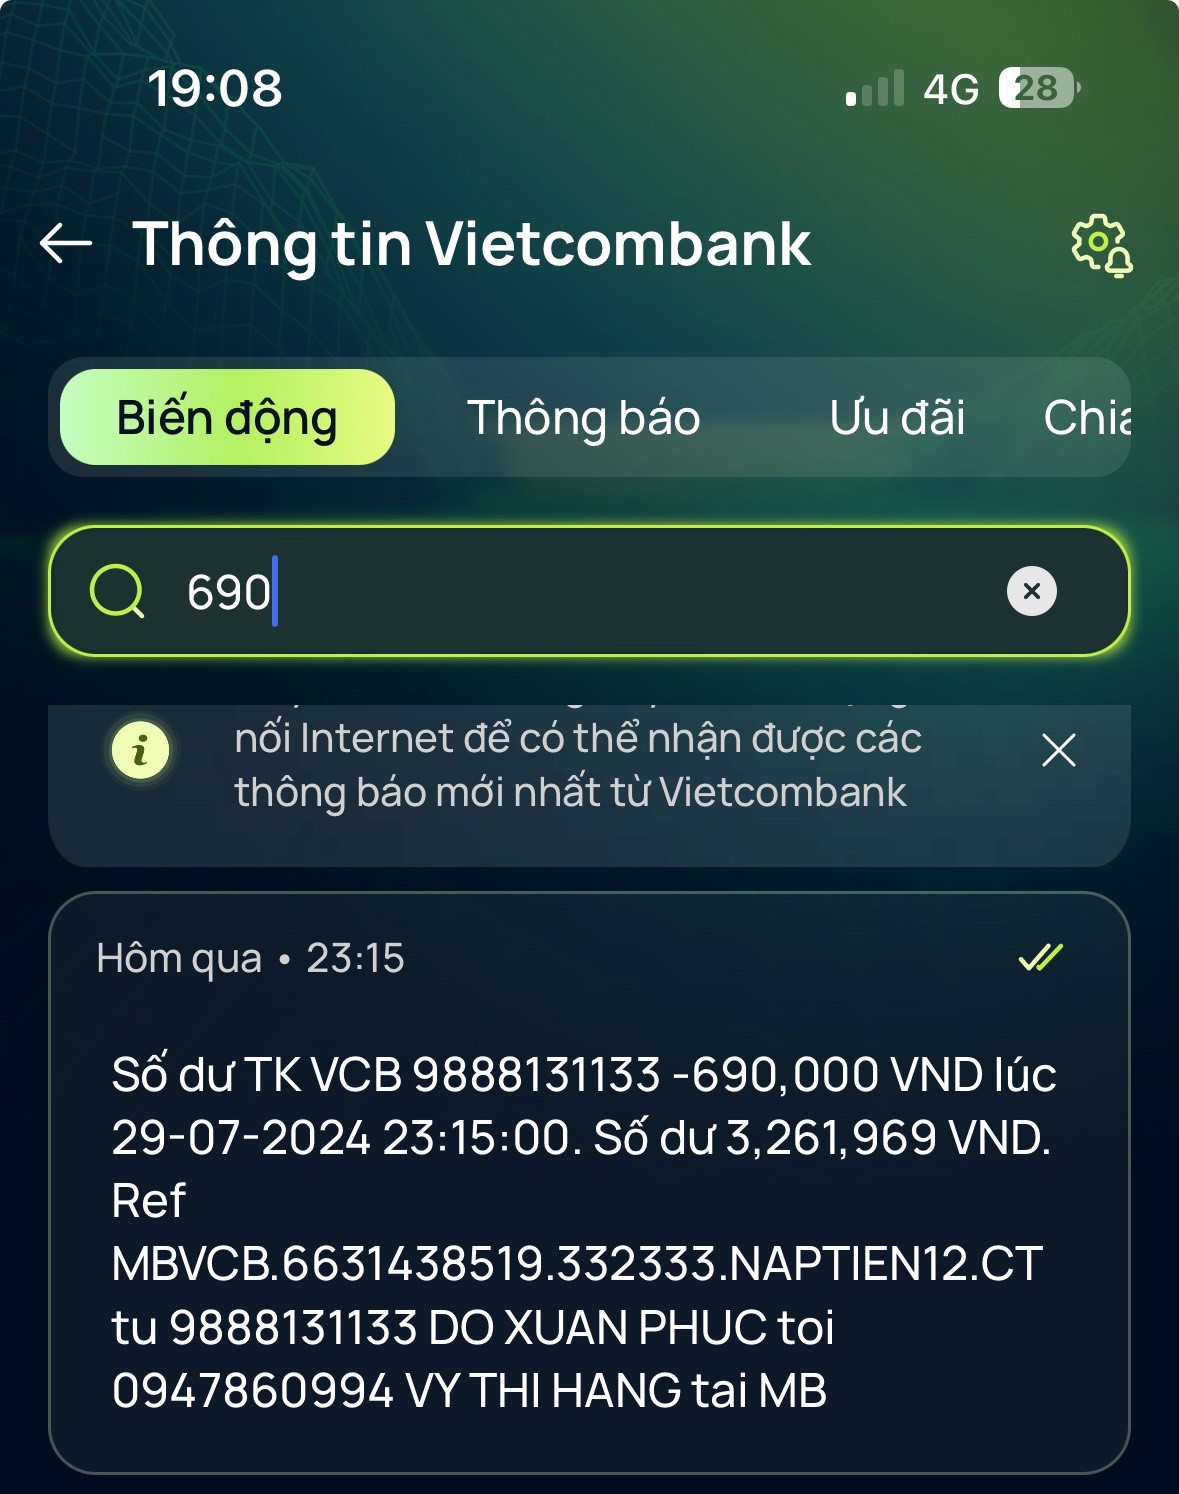 19:08
4G
28
Thông tin Vietcombank
Biến động
Thông báo
Ưu đãi
Chia
690
nối Internet để có thể nhận được các
thông báo mới nhất từ Vietcombank
Hôm qua • 23:15
Số dư TK VCB 9888131133 -690,000 VND lúc
29-07-2024 23:15:00. Số dư 3,261,969 VND.
Ref
MBVCB.6631438519.332333.NAPTIEN12.CT
tu 9888131133 DO XUAN PHUC toi
0947860994 VY THI HANG tai MB